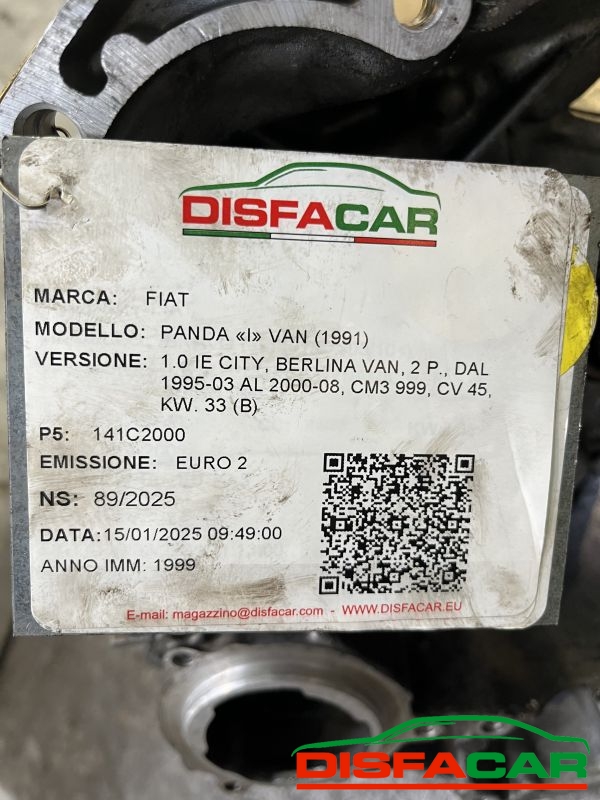 DISFACAR
MARCA: FIAT
MODELLO: PANDA «I» VAN (1991)
VERSIONE: 1.0 IE CITY, BERLINA VAN, 2 P., DAL
1995-03 AL 2000-08, CM3 999, CV 45,
KW. 33 (B)
P5: 141C2000
EMISSIONE: EURO 2
NS: 89/2025
DATA:15/01/2025 09:49:00
ANNO IMM: 1999
E-mail: magazzino@disfacar.com - WWW.DISFACAR.EU
DISFACAR